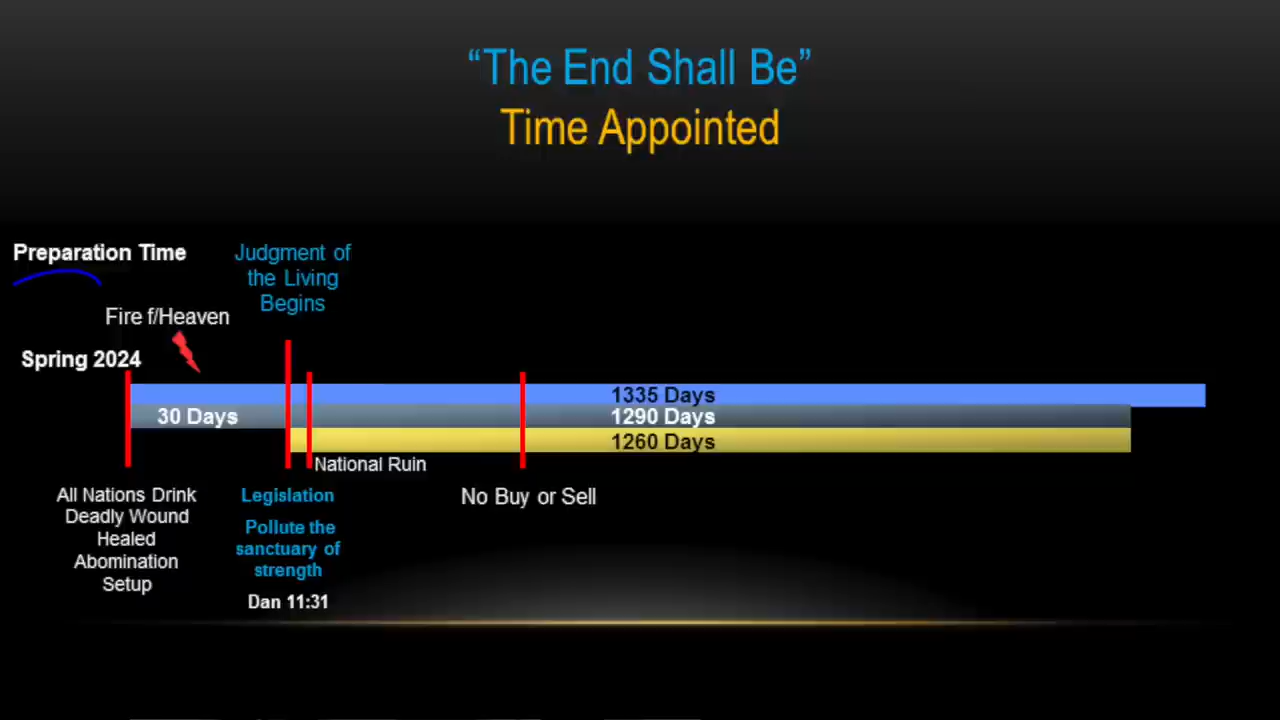 “The End Shall Be”
Time Appointed
Preparation Time
Judgment of
the Living
Begins
Fire f/Heaven
Spring 2024
1335 Days
30 Days
1290 Days
1260 Days
National Ruin
All Nations Drink
Deadly Wound
Healed
Abomination
Setup
Legislation
Pollute the
sanctuary of
strength
Dan 11:31
No Buy or Sell